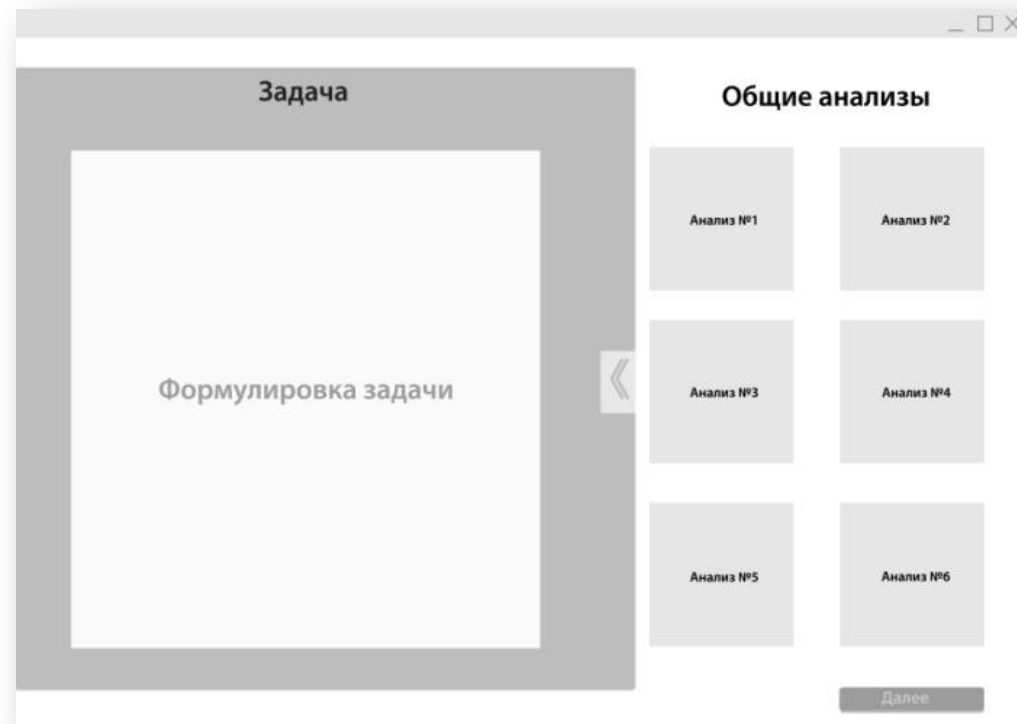 Задача
Формулировка задачи
Общие анализы
Анализ №1
Анализ №2
Анализ №3
Анализ №4
Анализ №5
Анализ №6
Далее